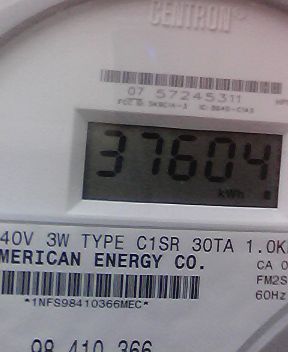 CENTRON
07 57245311
37604
kWh
40V 3W TYPE C1SR 30TA 1.0K
MERICAN ENERGY CO.
CA 0
FM2S
60Hz
*1NFS98410366MEC*
98 410 366